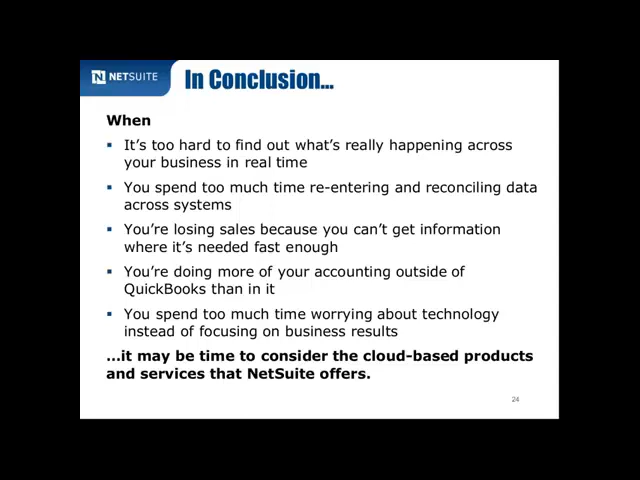 N NETSUITE
In Conclusion...
When
It's too hard to find out what's really happening across
your business in real time
You spend too much time re-entering and reconciling data
across systems
You're losing sales because you can't get information
where it's needed fast enough
You're doing more of your accounting outside of
QuickBooks than in it
You spend too much time worrying about technology
instead of focusing on business results
...it may be time to consider the cloud-based products
and services that NetSuite offers.
24